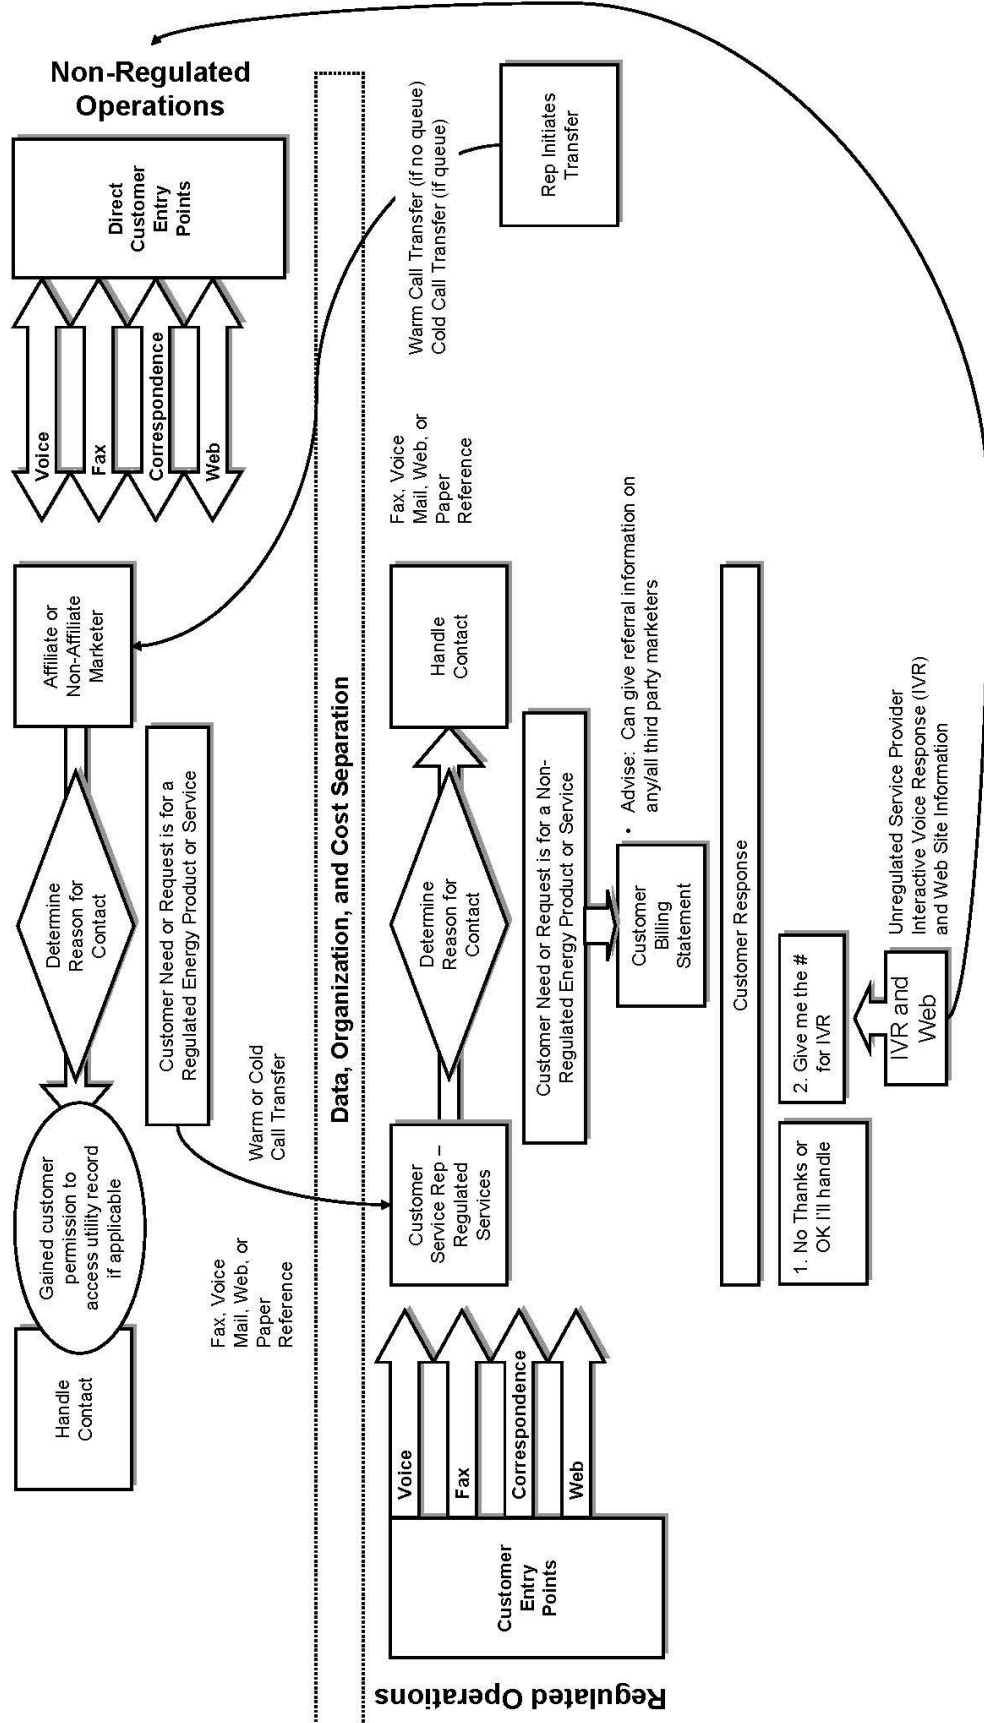 Non-Regulated
Operations
Handle
Contact
Gained customer
permission to
access utility record
if applicable
Determine
Reason for
Contact
Affiliate or
Non-Affiliate
Marketer
Voice
Fax
Correspondence
Web
Direct
Customer
Entry
Points
Customer Need or Request is for a
Regulated Energy Product or Service
Fax, Voice
Mail, Web, or
Paper
Reference
Warm or Cold
Call Transfer
Data, Organization, and Cost Separation
Regulated Operations
Customer
Entry
Points
Voice
Fax
Correspondence
Web
Customer
Service Rep –
Regulated
Services
Determine
Reason for
Contact
Handle
Contact
Fax, Voice
Mail, Web, or
Paper
Reference
Warm Call Transfer (if no queue)
Cold Call Transfer (if queue)
Rep Initiates
Transfer
Customer Need or Request is for a Non-
Regulated Energy Product or Service
Customer
Billing
Statement
• Advise: Can give referral information on
any/all third party marketers
Customer Response
1. No Thanks or
OK I'll handle
2. Give me the #
for IVR
IVR and
Web
Unregulated Service Provider
Interactive Voice Response (IVR)
and Web Site Information